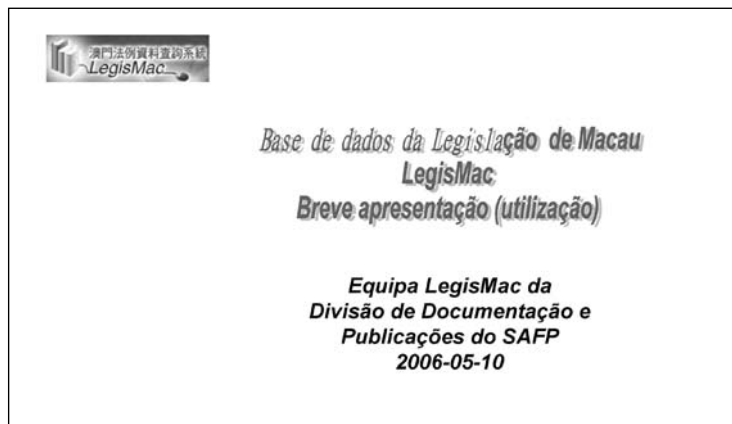 澳門法例資料查詢系統
LegisMac
Base de dados da Legislação de Macau
LegisMac
Breve apresentação (utilização)
Equipa LegisMac da
Divisão de Documentação e
Publicações do SAFP
2006-05-10